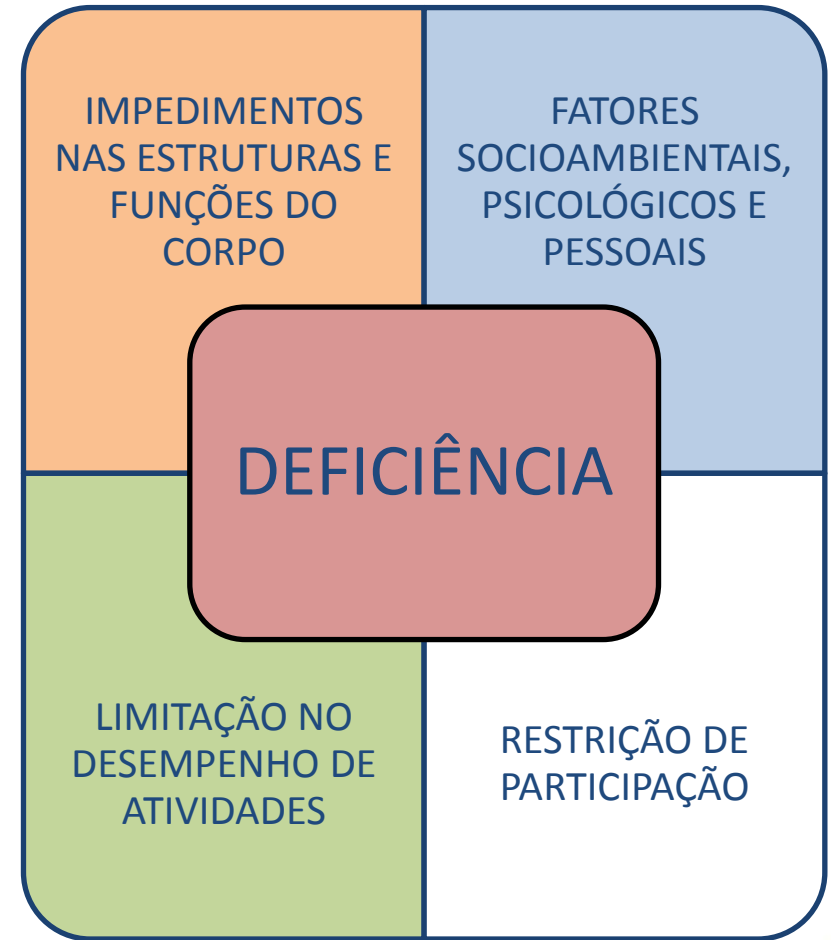 IMPEDIMENTOS
NAS ESTRUTURAS E
FUNÇÕES DO
CORPO
FATORES
SOCIOAMBIENTAIS,
PSICOLÓGICOS E
PESSOAIS
DEFICIÊNCIA
LIMITAÇÃO NO
DESEMPENHO DE
ATIVIDADES
RESTRIÇÃO DE
PARTICIPAÇÃO